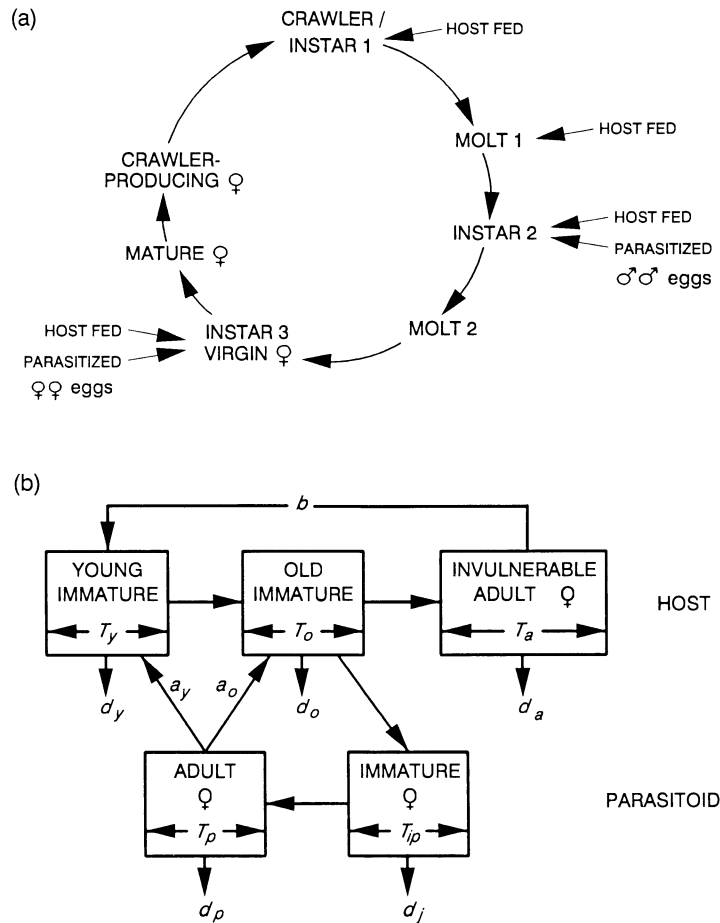 (a)
CRAWLER /
INSTAR 1
HOST FED
MOLT 1
HOST FED
INSTAR 2
HOST FED
PARASITIZED
♂♂ eggs
MOLT 2
INSTAR 3
VIRGIN ♀
HOST FED
PARASITIZED
♀♀ eggs
MATURE ♀
CRAWLER-
PRODUCING ♀
(b)
b
YOUNG
IMMATURE
Ty
OLD
IMMATURE
To
INVULNERABLE
ADULT ♀
Ta
HOST
dy
ay
ao
do
da
ADULT
♀
Tp
IMMATURE
♀
Tip
PARASITOID
dp
dj